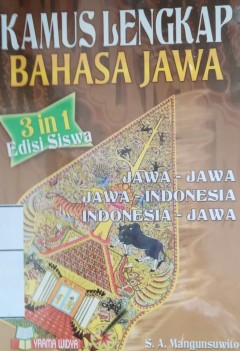 KAMUS LENGKAP
BAHASA JAWA
3 in 1
Edisi Siswa
JAWA - JAWA
JAWA - INDONESIA
INDONESIA - JAWA
YRAMA WIDYA
S. A. Mangunsuwito